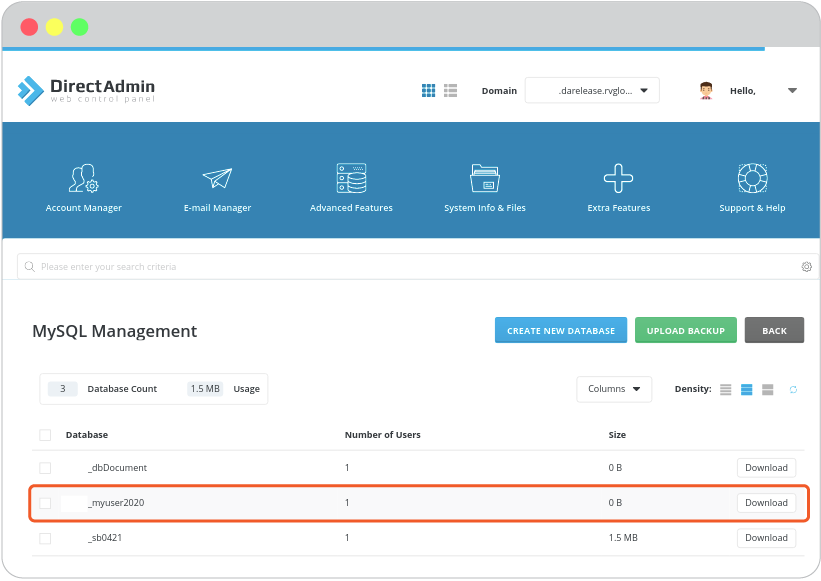 DirectAdmin
web control panel
Domain .darelease.rvglo... Hello,
Account Manager E-mail Manager Advanced Features System Info & Files Extra Features Support & Help
Please enter your search criteria
MySQL Management CREATE NEW DATABASE UPLOAD BACKUP BACK
3 Database Count 1.5 MB Usage Columns Density:
Database Number of Users Size
_dbDocument 1 0 B Download
_myuser2020 1 0 B Download
_sb0421 1 1.5 MB Download